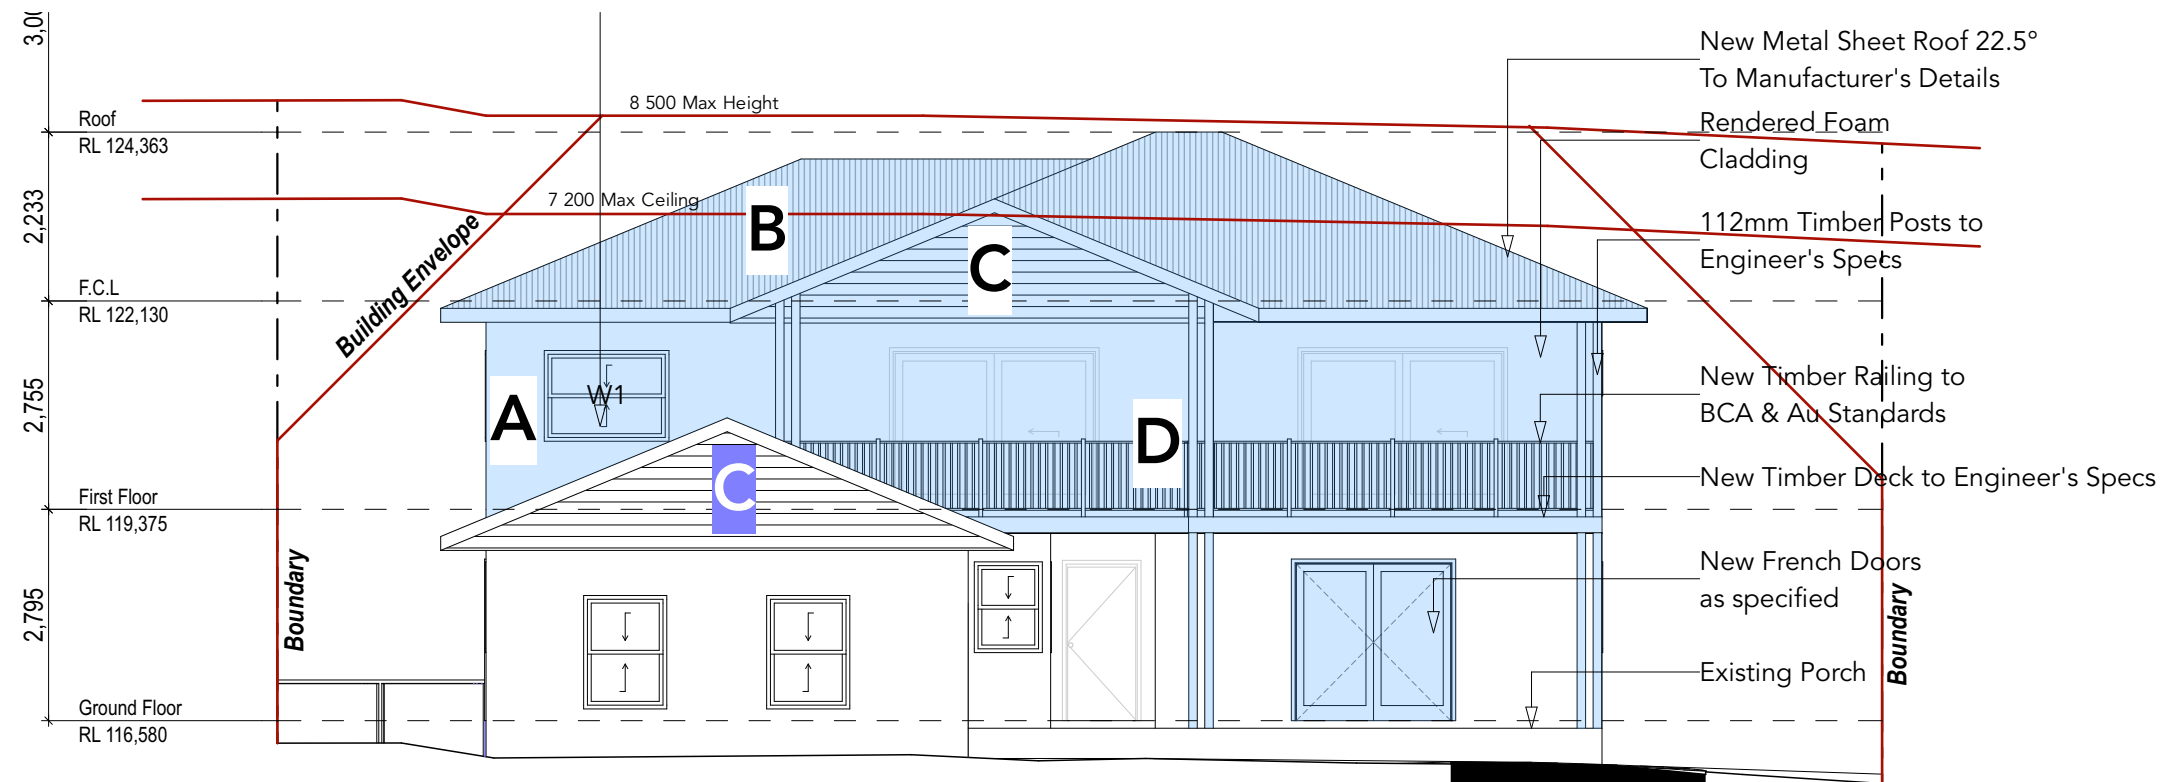 3,00
New Metal Sheet Roof 22.5°
To Manufacturer's Details
8 500 Max Height
Roof
RL 124,363
Rendered Foam
Cladding
2,233
7 200 Max Ceiling
B
C
112mm Timber Posts to
Engineer's Specs
Building Envelope
F.C.L
RL 122,130
2,755
W1
A
D
New Timber Railing to
BCA & Au Standards
C
New Timber Deck to Engineer's Specs
First Floor
RL 119,375
2,795
Boundary
New French Doors
as specified
Boundary
Existing Porch
Ground Floor
RL 116,580